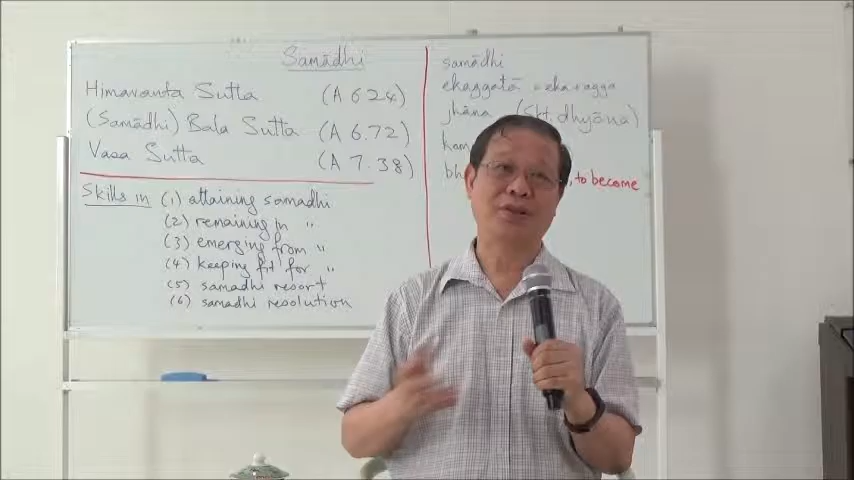 Samādhi
Himavanta Sutta (A 6.24)
(Samādhi) Bala Sutta (A 6.72)
Vasa Sutta (A 7.38)
Skills in (1) attaining samadhi
(2) remaining in "
(3) emerging from "
(4) keeping fit for "
(5) samadhi resort
(6) samadhi resolution
samādhi
ekaggatā = eka + agga
jhāna (Skt. dhyāna)
to become